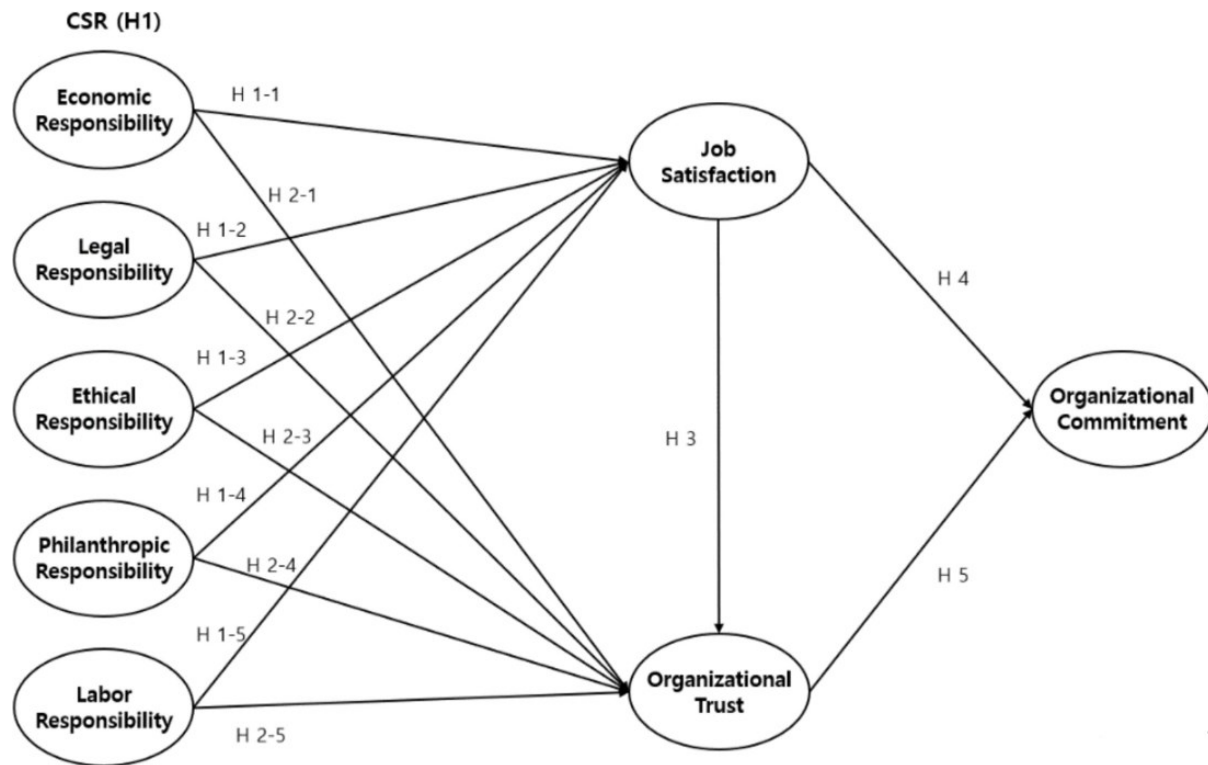 CSR (H1)
Economic
Responsibility
H 1-1
Job
Satisfaction
H 2-1
Legal
Responsibility
H 1-2
H 4
H 2-2
Ethical
Responsibility
H 1-3
Organizational
Commitment
H 2-3
H 3
H 1-4
Philanthropic
Responsibility
H 2-4
H 5
H 1-5
Labor
Responsibility
Organizational
Trust
H 2-5